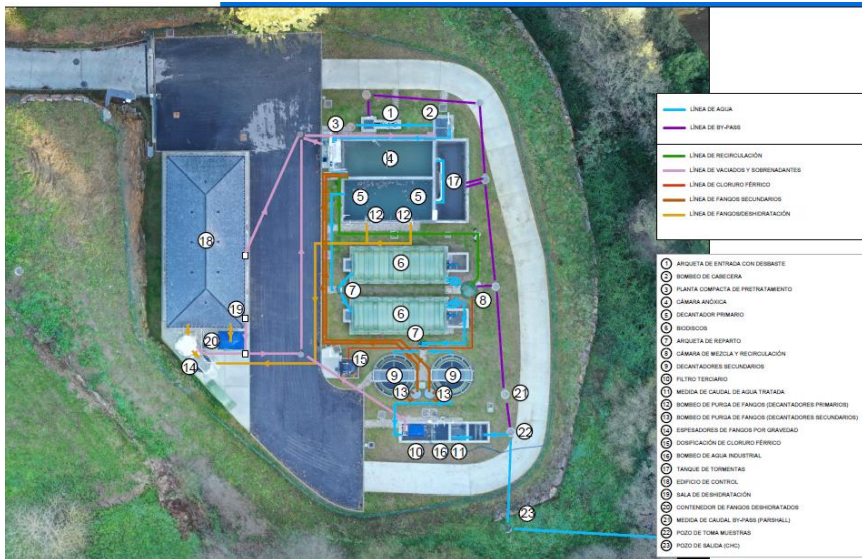 LÍNEA DE AGUA
LÍNEA DE BY-PASS
LÍNEA DE RECIRCULACIÓN
LÍNEA DE VACIADOS Y SOBRENADANTES
LÍNEA DE CLORURO FÉRRICO
LÍNEA DE FANGOS SECUNDARIOS
LÍNEA DE FANGOS/DESHIDRATACIÓN
1 ARQUETA DE ENTRADA CON DESBASTE
2 BOMBEO DE CABECERA
3 PLANTA COMPACTA DE PRETRATAMIENTO
4 CÁMARA ANÓXICA
5 DECANTADOR PRIMARIO
6 BIODISCOS
7 ARQUETA DE REPARTO
8 CÁMARA DE MEZCLA Y RECIRCULACIÓN
9 DECANTADORES SECUNDARIOS
10 FILTRO TERCIARIO
11 MEDIDA DE CAUDAL DE AGUA TRATADA
12 BOMBEO DE PURGA DE FANGOS (DECANTADORES PRIMARIOS)
13 BOMBEO DE PURGA DE FANGOS (DECANTADORES SECUNDARIOS)
14 ESPESADORES DE FANGOS POR GRAVEDAD
15 DOSIFICACIÓN DE CLORURO FÉRRICO
16 BOMBEO DE AGUA INDUSTRIAL
17 TANQUE DE TORMENTAS
18 EDIFICIO DE CONTROL
19 SALA DE DESHIDRATACIÓN
20 CONTENEDOR DE FANGOS DESHIDRATADOS
21 MEDIDA DE CAUDAL BY-PASS (PARSHALL)
22 POZO DE TOMA MUESTRAS
23 POZO DE SALIDA (CHC)
1
2
3
4
17
5
5
12
12
18
6
7
8
6
19
20
7
14
15
9
9
13
13
21
10
16
11
22
23